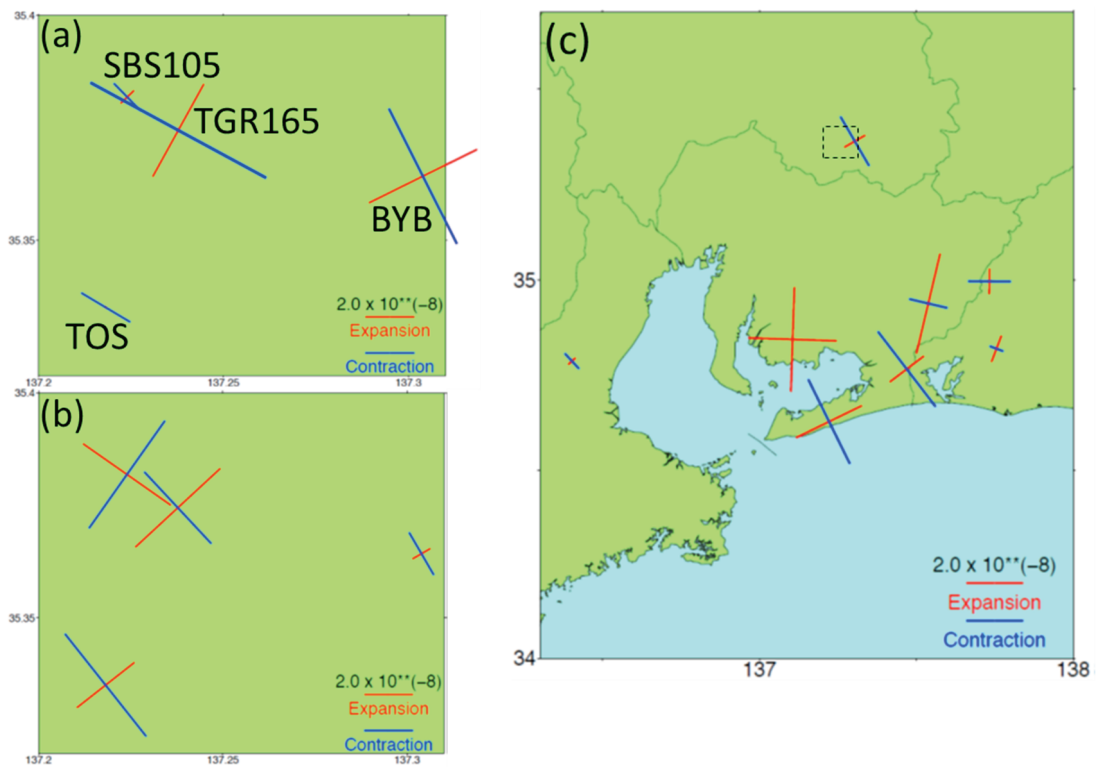 35.4
(a)
SBS105
TGR165
BYB
35.35
2.0 x 10**(−8)
Expansion
TOS
Contraction
137.2
137.25
137.3
35.4
(b)
35.35
2.0 x 10**(−8)
Expansion
Contraction
137.2
137.25
137.3
(c)
35
2.0 x 10**(−8)
Expansion
Contraction
34
137
138